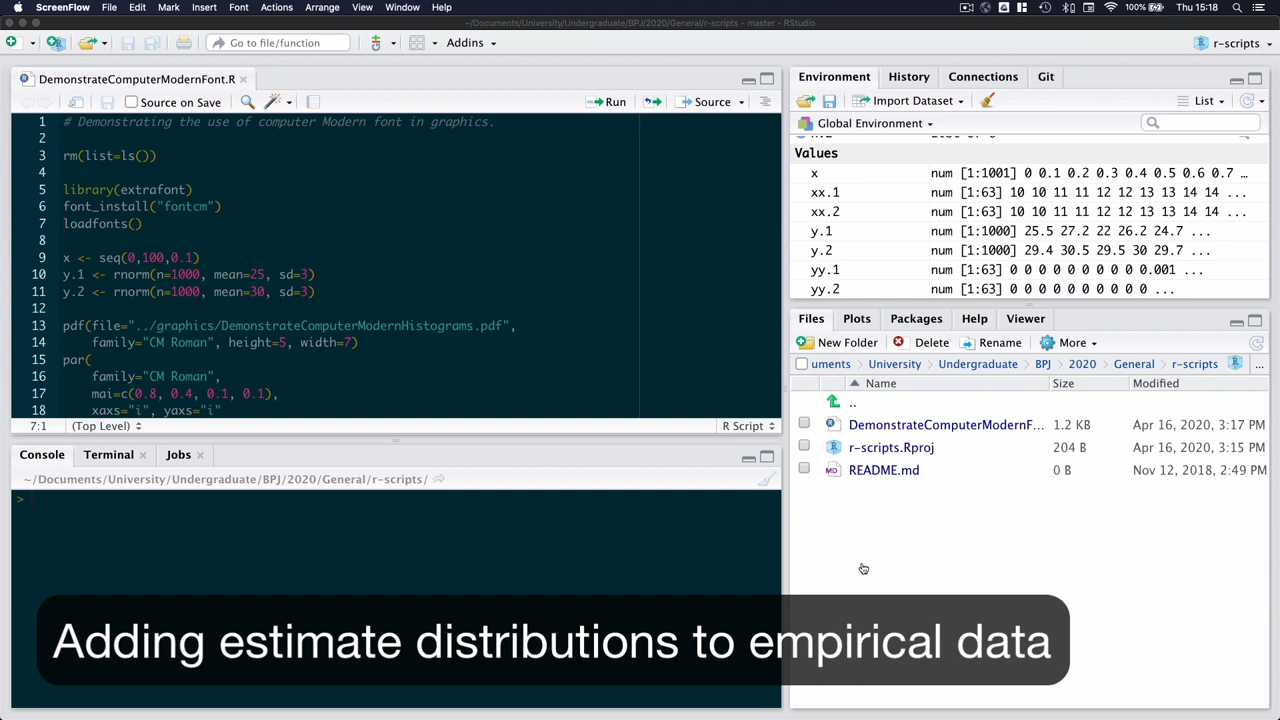 ScreenFlow File Edit Mark Insert Font Actions Arrange View Window Help 100% Thu 15:18
~/Documents/University/Undergraduate/BPJ/2020/General/r-scripts - master - RStudio
Go to file/function Addins r-scripts
DemonstrateComputerModernFont.R
Source on Save Run Source
1 # Demonstrating the use of computer Modern font in graphics.
2
3 rm(list=ls())
4
5 library(extrafont)
6 font_install("fontcm")
7 loadfonts()
8
9 x <- seq(0,100,0.1)
10 y.1 <- rnorm(n=1000, mean=25, sd=3)
11 y.2 <- rnorm(n=1000, mean=30, sd=3)
12
13 pdf(file="../graphics/DemonstrateComputerModernHistograms.pdf",
14 family="CM Roman", height=5, width=7)
15 par(
16 family="CM Roman",
17 mai=c(0.8, 0.4, 0.1, 0.1),
18 xaxs="i", yaxs="i"
7:1 (Top Level) R Script
Console Terminal Jobs
~/Documents/University/Undergraduate/BPJ/2020/General/r-scripts/
>
Environment History Connections Git
Import Dataset List
Global Environment
Values
x num [1:1001] 0 0.1 0.2 0.3 0.4 0.5 0.6 0.7 …
xx.1 num [1:63] 10 10 11 11 12 12 13 13 14 14 ...
xx.2 num [1:63] 10 10 11 11 12 12 13 13 14 14 ...
y.1 num [1:1000] 25.5 27.2 22 26.2 24.7 ...
y.2 num [1:1000] 29.4 30.5 29.5 30 29.7 ...
yy.1 num [1:63] 0 0 0 0 0 0 0 0 0.001 ...
yy.2 num [1:63] 0 0 0 0 0 0 0 0 0 ...
Files Plots Packages Help Viewer
New Folder Delete Rename More
uments University Undergraduate BPJ 2020 General r-scripts ...
Name Size Modified
..
DemonstrateComputerModernF... 1.2 KB Apr 16, 2020, 3:17 PM
r-scripts.Rproj 204 B Apr 16, 2020, 3:15 PM
README.md 0 B Nov 12, 2018, 2:49 PM
Adding estimate distributions to empirical data